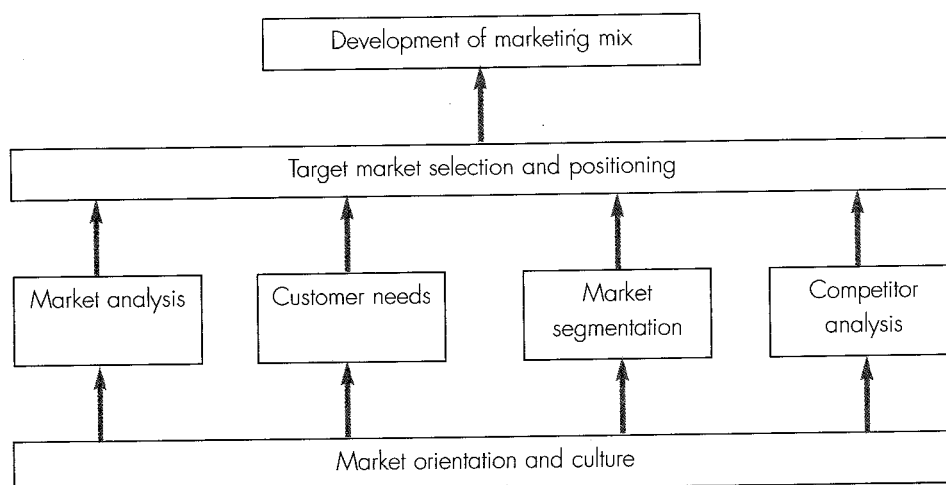 Development of marketing mix
Target market selection and positioning
Market analysis
Customer needs
Market
segmentation
Competitor
analysis
Market orientation and culture